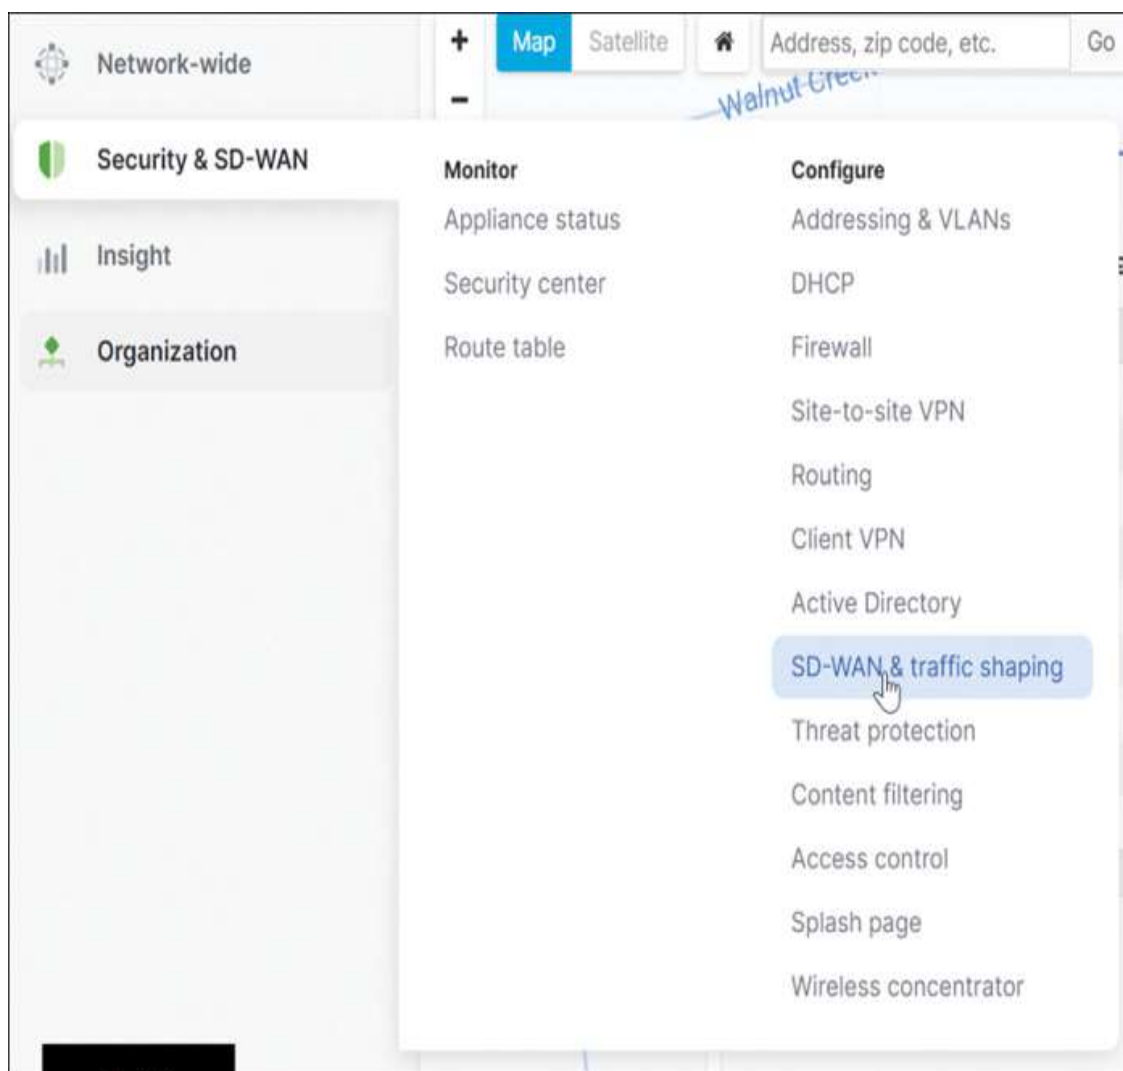 Network-wide
Security & SD-WAN
Insight
Organization
+
Map
Satellite
Address, zip code, etc.
Go
−
Walnut Creek
Monitor
Appliance status
Security center
Route table
Configure
Addressing & VLANs
DHCP
Firewall
Site-to-site VPN
Routing
Client VPN
Active Directory
SD-WAN & traffic shaping
Threat protection
Content filtering
Access control
Splash page
Wireless concentrator